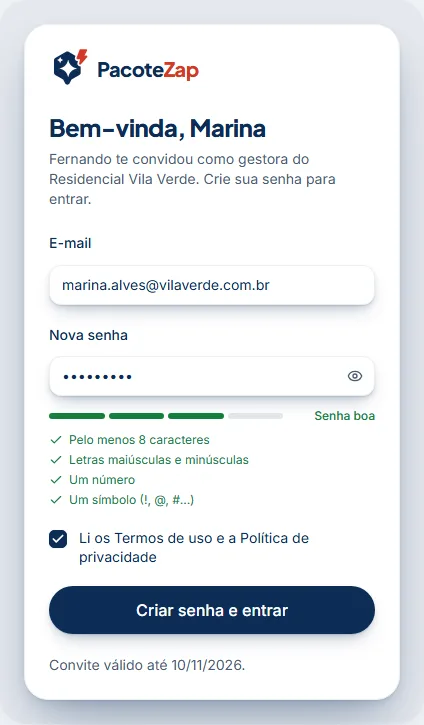 PacoteZap
Bem-vinda, Marina
Fernando te convidou como gestora do
Residencial Vila Verde. Crie sua senha para
entrar.
E-mail
marina.alves@vilaverde.com.br
Nova senha
•••••••••
Senha boa
Pelo menos 8 caracteres
Letras maiúsculas e minúsculas
Um número
Um símbolo (!, @, #...)
Li os Termos de uso e a Política de
privacidade
Criar senha e entrar
Convite válido até 10/11/2026.